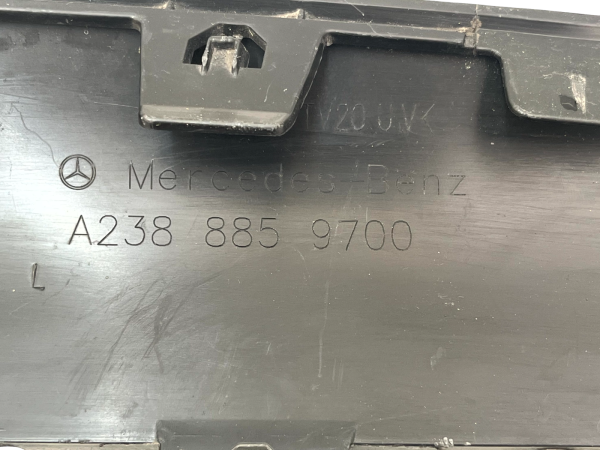 TV20 UV<
Mercedes-Benz
A238 885 9700
L